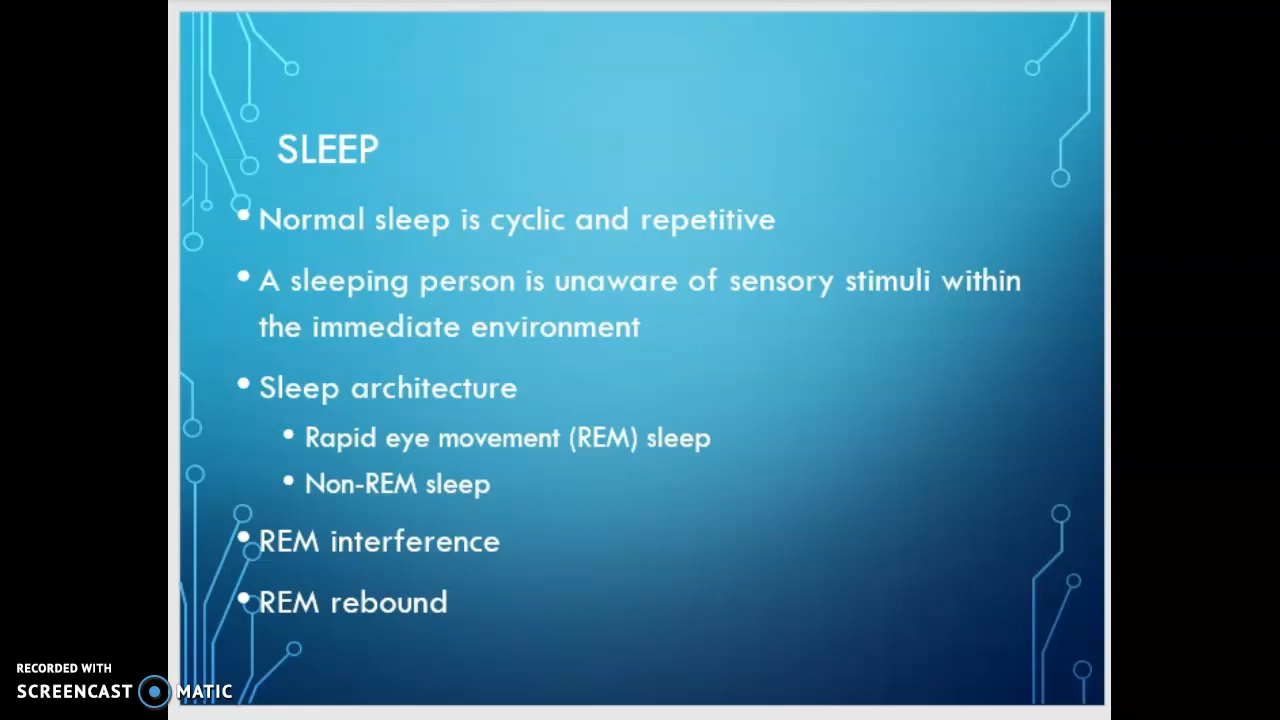 SLEEP
• Normal sleep is cyclic and repetitive
• A sleeping person is unaware of sensory stimuli within
the immediate environment
• Sleep architecture
• Rapid eye movement (REM) sleep
• Non-REM sleep
• REM interference
• REM rebound
RECORDED WITH
SCREENCAST MATIC